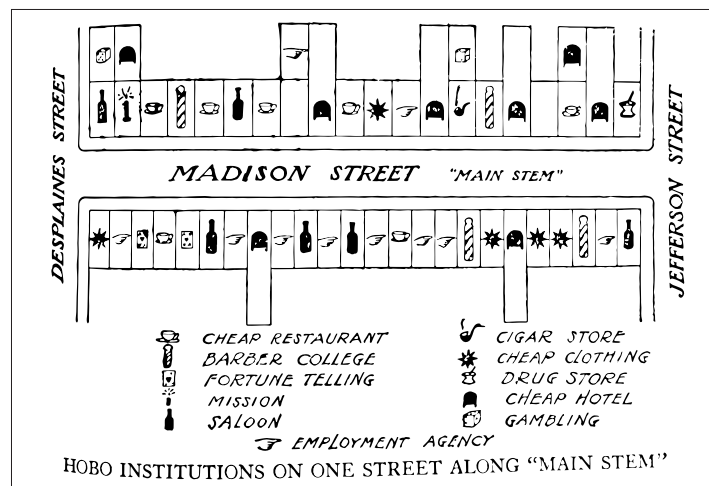 DESPLAINES STREET
MADISON STREET "MAIN STEM"
JEFFERSON STREET
CHEAP RESTAURANT
BARBER COLLEGE
FORTUNE TELLING
MISSION
SALOON
CIGAR STORE
CHEAP CLOTHING
DRUG STORE
CHEAP HOTEL
GAMBLING
EMPLOYMENT AGENCY
HOBO INSTITUTIONS ON ONE STREET ALONG "MAIN STEM"